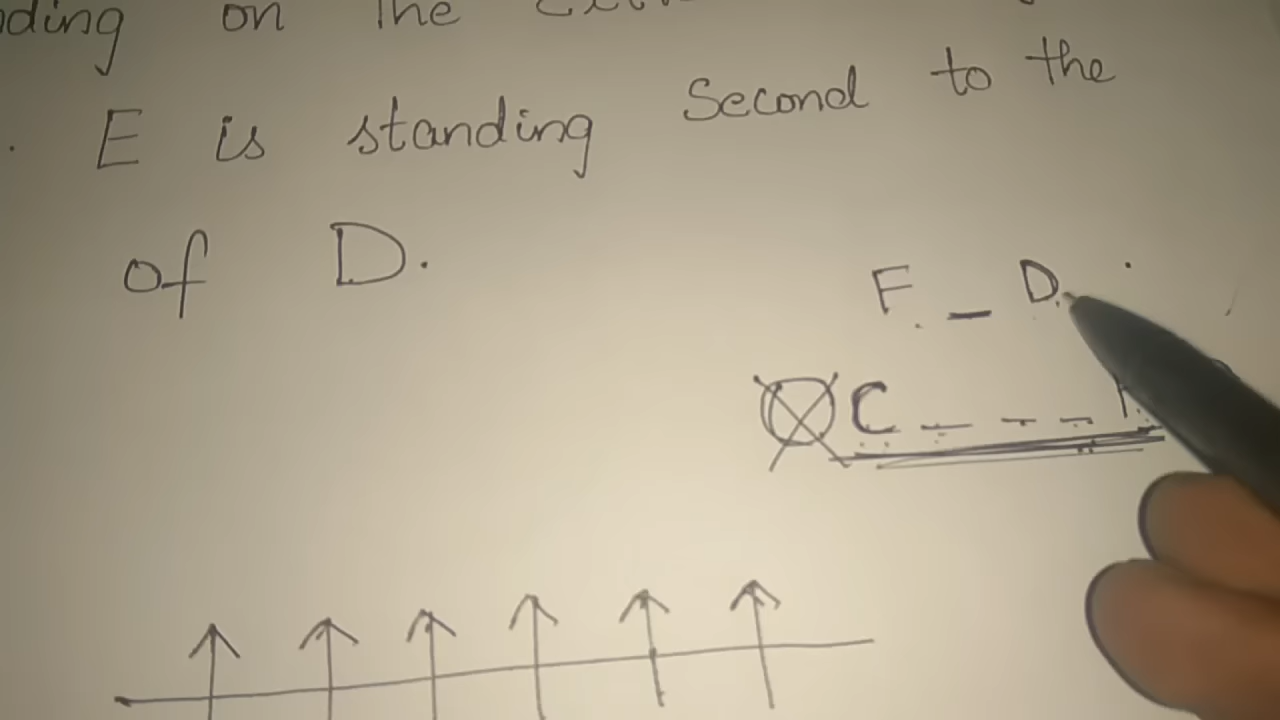 on The
. E is standing Second to the
of D.
F _ D
C _ _ _